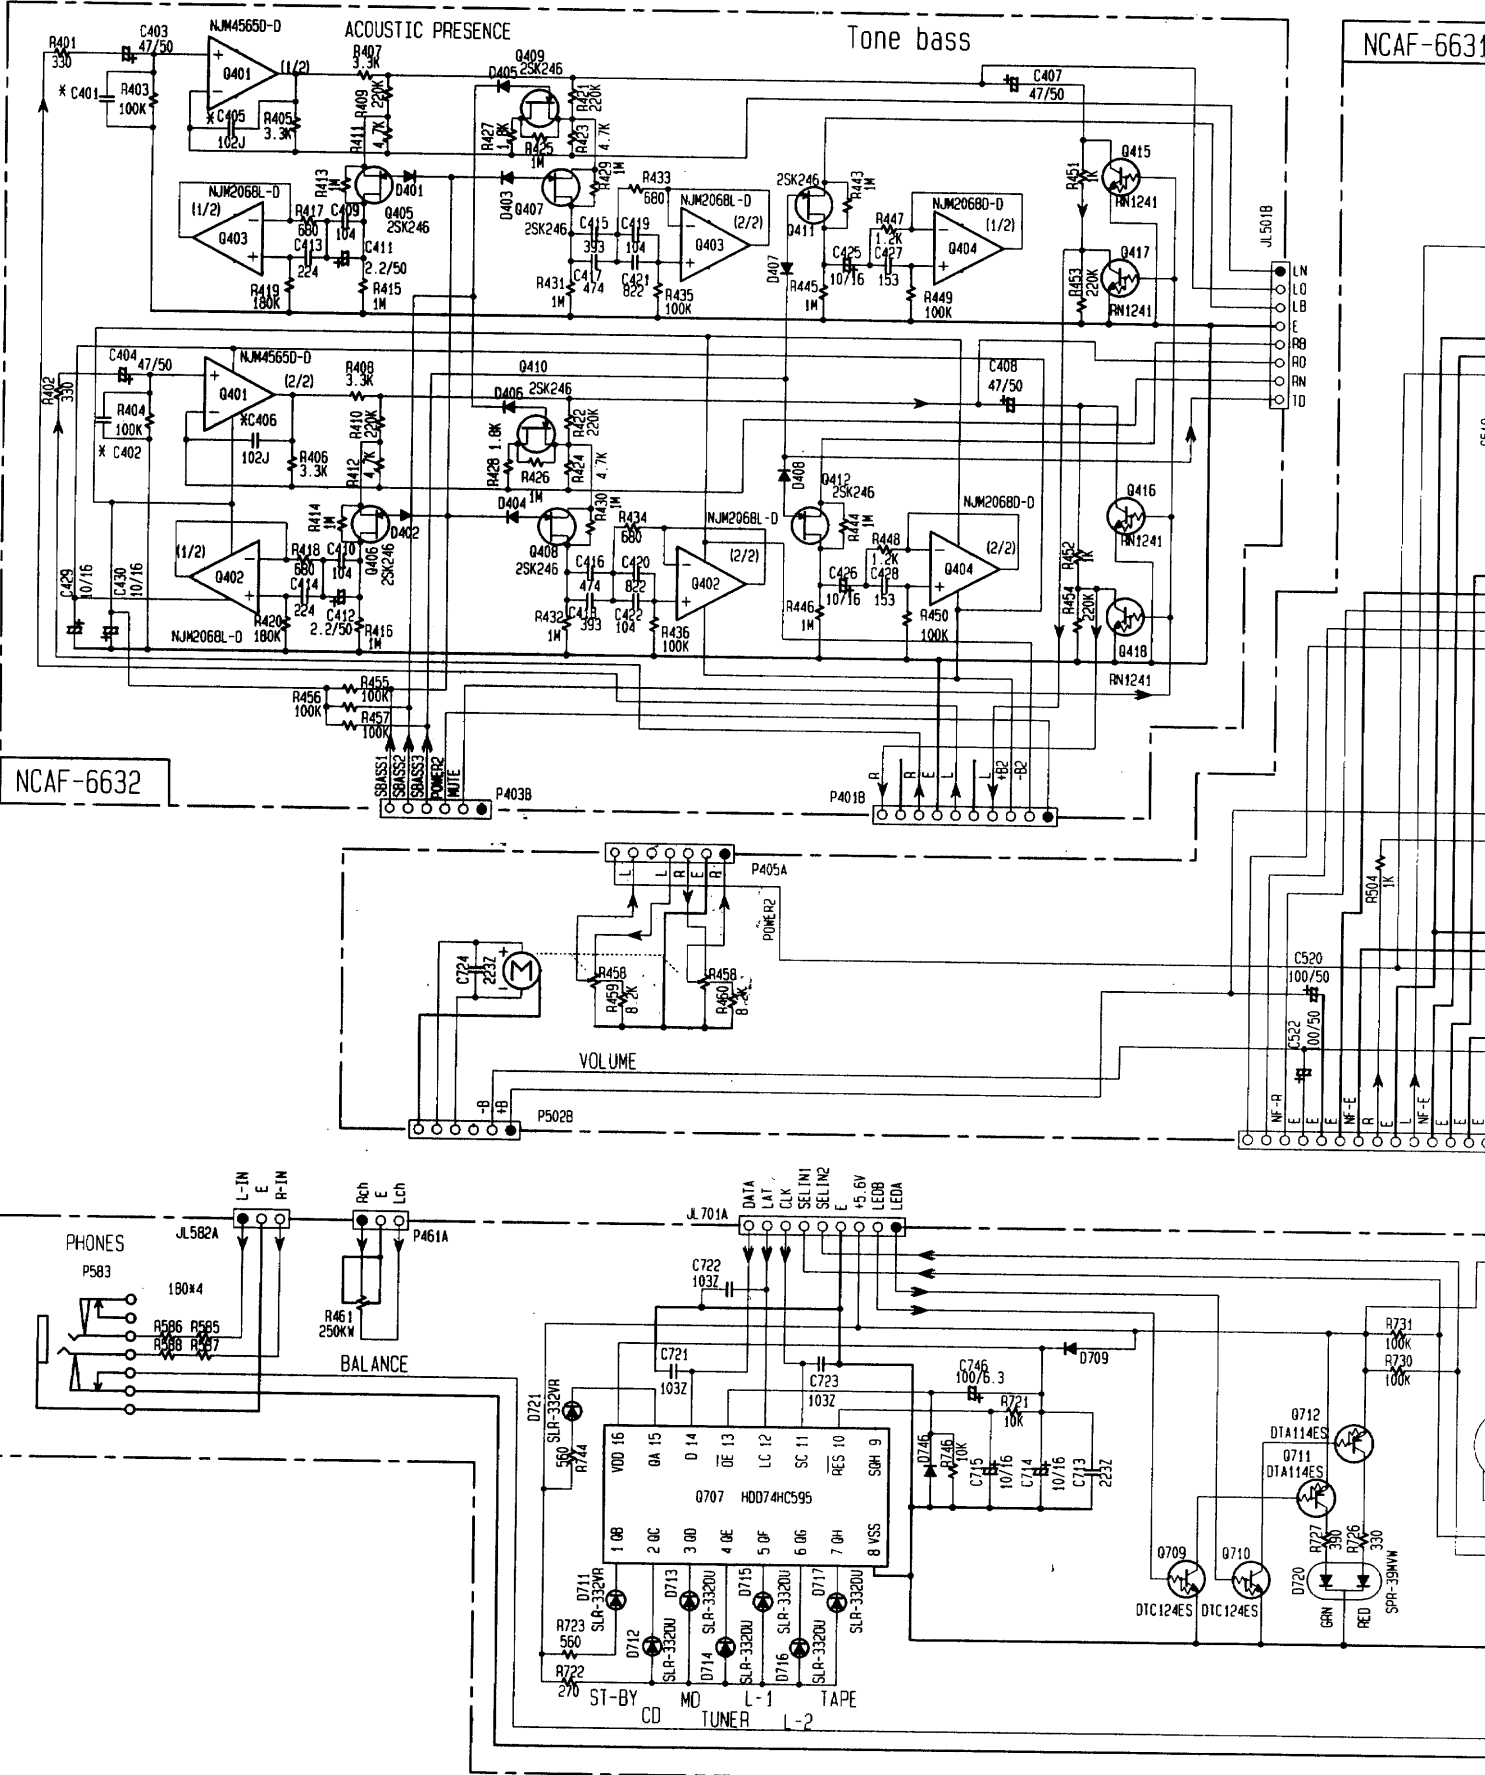 ACOUSTIC PRESENCE
Tone bass
NCAF-6631
NJM4565D-D
R401
330
C403
47/50
* C401
R403
100K
Q401
(1/2)
* C405
102J
R405
3.3K
R407
3.3K
R409
220K
R411
4.7K
D405
Q409
2SK246
R427
1.8K
R425
1M
R421
220K
R423
4.7K
R429
1M
C407
47/50
R413
1M
D401
Q405
2SK246
D403
Q407
2SK246
NJM2068L-D
(1/2)
Q403
R417
680
C409
104
C413
224
C411
2.2/50
R419
180K
R415
1M
R433
680
C415
393
C419
104
C417
474
C421
822
R431
1M
R435
100K
NJM2068L-D
(2/2)
Q403
2SK246
Q411
R443
1M
D407
R447
1.2K
C425
10/16
C427
153
R445
1M
R449
100K
NJM2068D-D
(1/2)
Q404
R451
1K
Q415
RN1241
Q417
R453
220K
RN1241
JL501B
LN
LO
LB
E
RB
RO
RN
TO
R402
330
C404
47/50
NJM4565D-D
(2/2)
Q401
R404
100K
* C402
*C406
102J
R406
3.3K
R408
3.3K
R410
220K
R412
4.7K
Q410
2SK246
D406
R428
1.8K
R426
1M
R422
220K
R424
4.7K
R430
1M
C408
47/50
C429
10/16
C430
10/16
R414
1M
D402
Q406
2SK246
D404
Q408
2SK246
(1/2)
Q402
NJM2068L-D
R418
680
C410
104
C414
224
C412
2.2/50
R420
180K
R416
1M
R434
680
C416
474
C420
822
C418
393
C422
104
R432
1M
R436
100K
NJM2068L-D
(2/2)
Q402
D408
Q412
2SK246
R444
1M
R448
1.2K
C426
10/16
C428
153
R446
1M
R450
100K
NJM2068D-D
(2/2)
Q404
R452
1K
Q416
RN1241
R454
220K
Q418
RN1241
R455
100K
R456
100K
R457
100K
NCAF-6632
SBASS1
SBASS2
SBASS3
POWER2
MUTE
P403B
P401B
R
R
E
L
L
+B2
-B2
P405A
L
L
R
E
R
POWER2
C724
223Z
+
M
-
R458
R459
8.2K
R458
R460
8.2K
VOLUME
-B
+B
P502B
R504
1K
C520
100/50
C522
100/50
NF-R
E
E
E
NF-E
R
E
L
NF-E
E
E
E
L-IN
E
R-IN
JL582A
Rch
E
Lch
P461A
PHONES
P583
180*4
R586
R585
R588
R587
R461
250KW
BALANCE
JL701A
DATA
LAT
CLK
SELIN1
SELIN2
E
+5.6V
LEDB
LEDA
C722
103Z
C721
103Z
C723
103Z
D709
C746
100/6.3
R721
10K
D721
SLR-332VR
560
R744
VDD 16
QA 15
D 14
OE 13
LC 12
SC 11
RES 10
SQH 9
Q707 HDD74HC595
1 QB
2 QC
3 QD
4 QE
5 QF
6 QG
7 QH
8 VSS
D746
R746
10K
C715
10/16
C714
10/16
C713
223Z
R731
100K
R730
100K
Q712
DTA114ES
Q711
DTA114ES
R727
390
R726
330
Q709
DTC124ES
Q710
DTC124ES
D720
GRN
RED
SPR-39MVW
D711
SLR-332VR
D712
SLR-332DU
D713
SLR-332DU
D714
SLR-332DU
D715
SLR-332DU
D716
SLR-332DU
D717
SLR-332DU
R723
560
R722
270
ST-BY
CD
MD
TUNER
L-1
L-2
TAPE